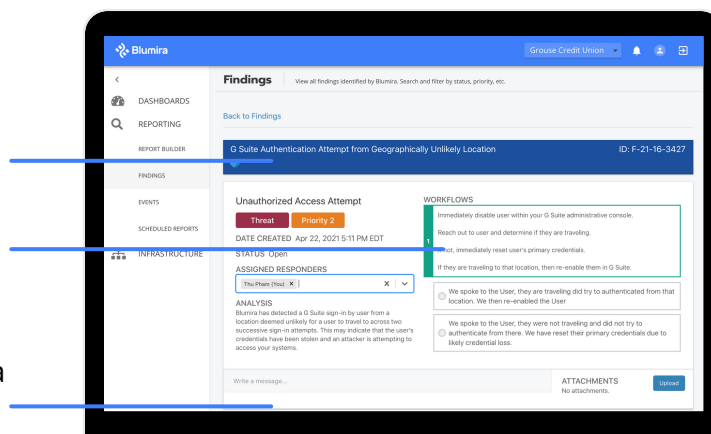 Blumira
Grouse Credit Union
Findings View all findings identified by Blumira. Search and filter by status, priority, etc.
DASHBOARDS
REPORTING
REPORT BUILDER
FINDINGS
EVENTS
SCHEDULED REPORTS
INFRASTRUCTURE
Back to Findings
G Suite Authentication Attempt from Geographically Unlikely Location ID: F-21-16-3427
Unauthorized Access Attempt
Threat Priority 2
DATE CREATED Apr 22, 2021 5:11 PM EDT
STATUS Open
ASSIGNED RESPONDERS
Thu Pham (You) × X
ANALYSIS
Blumira has detected a G Suite sign-in by user from a
location deemed unlikely for a user to travel to across two
successive sign-in attempts. This may indicate that the user's
credentials have been stolen and an attacker is attempting to
access your systems.
WORKFLOWS
1
Immediately disable user within your G Suite administrative console.
Reach out to user and determine if they are traveling.
not, immediately reset user's primary credentials.
If they are traveling to that location, then re-enable them in G Suite.
We spoke to the User, they are traveling did try to authenticated from that
location. We then re-enabled the User
We spoke to the User, they were not traveling and did not try to
authenticate from there. We have reset their primary credentials due to
likely credential loss.
Write a message...
ATTACHMENTS
No attachments.
Upload
a